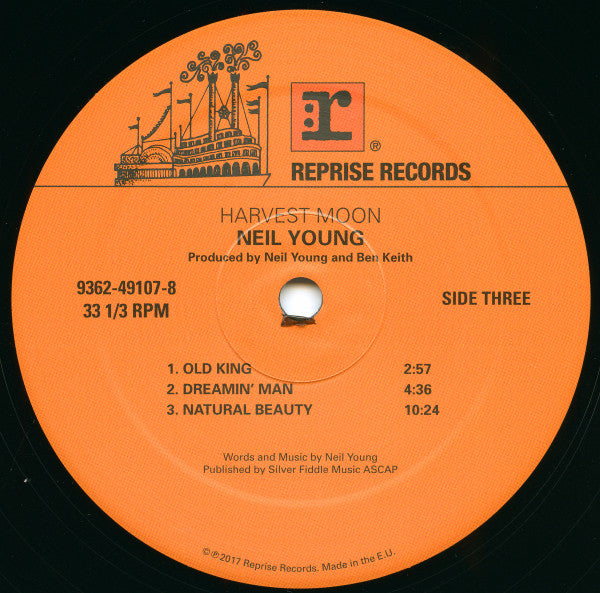 r
®
REPRISE RECORDS
HARVEST MOON
NEIL YOUNG
Produced by Neil Young and Ben Keith
9362-49107-8
33 1/3 RPM
SIDE THREE
1. OLD KING 2:57
2. DREAMIN' MAN 4:36
3. NATURAL BEAUTY 10:24
Words and Music by Neil Young
Published by Silver Fiddle Music ASCAP
©℗2017 Reprise Records. Made in the E.U.